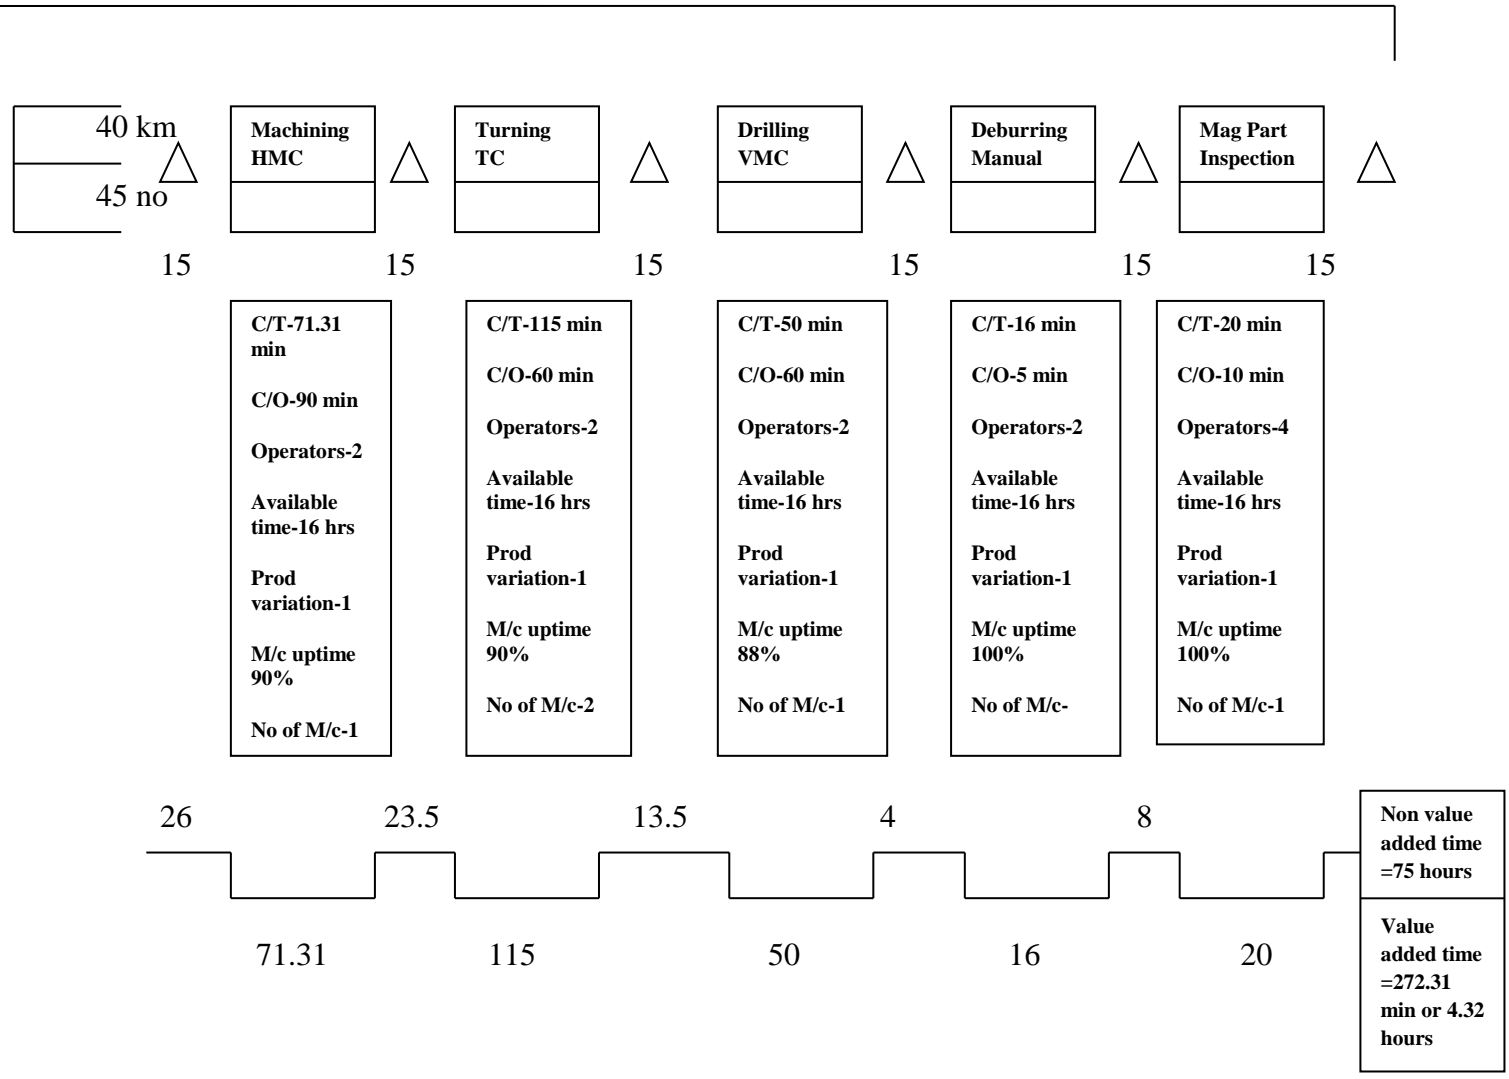 40 km
45 no
Machining
HMC
Turning
TC
Drilling
VMC
Deburring
Manual
Mag Part
Inspection
15
15
15
15
15
15
C/T-71.31
min
C/O-90 min
Operators-2
Available
time-16 hrs
Prod
variation-1
M/c uptime
90%
No of M/c-1
C/T-115 min
C/O-60 min
Operators-2
Available
time-16 hrs
Prod
variation-1
M/c uptime
90%
No of M/c-2
C/T-50 min
C/O-60 min
Operators-2
Available
time-16 hrs
Prod
variation-1
M/c uptime
88%
No of M/c-1
C/T-16 min
C/O-5 min
Operators-2
Available
time-16 hrs
Prod
variation-1
M/c uptime
100%
No of M/c-
C/T-20 min
C/O-10 min
Operators-4
Available
time-16 hrs
Prod
variation-1
M/c uptime
100%
No of M/c-1
26
23.5
13.5
4
8
71.31
115
50
16
20
Non value
added time
=75 hours
Value
added time
=272.31
min or 4.32
hours